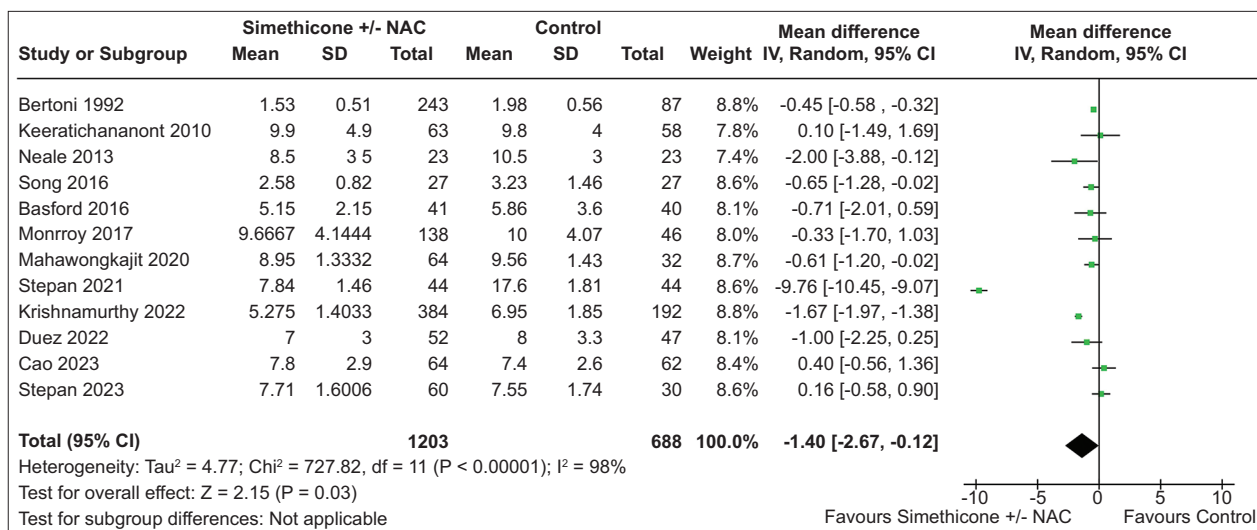 Simethicone +/- NAC Control Mean difference Mean difference
Study or Subgroup Mean SD Total Mean SD Total Weight IV, Random, 95% CI IV, Random, 95% CI
Bertoni 1992 1.53 0.51 243 1.98 0.56 87 8.8% -0.45 [-0.58 , -0.32]
Keeratichananont 2010 9.9 4.9 63 9.8 4 58 7.8% 0.10 [-1.49, 1.69]
Neale 2013 8.5 3 5 23 10.5 3 23 7.4% -2.00 [-3.88, -0.12]
Song 2016 2.58 0.82 27 3.23 1.46 27 8.6% -0.65 [-1.28, -0.02]
Basford 2016 5.15 2.15 41 5.86 3.6 40 8.1% -0.71 [-2.01, 0.59]
Monrroy 2017 9.6667 4.1444 138 10 4.07 46 8.0% -0.33 [-1.70, 1.03]
Mahawongkajit 2020 8.95 1.3332 64 9.56 1.43 32 8.7% -0.61 [-1.20, -0.02]
Stepan 2021 7.84 1.46 44 17.6 1.81 44 8.6% -9.76 [-10.45, -9.07]
Krishnamurthy 2022 5.275 1.4033 384 6.95 1.85 192 8.8% -1.67 [-1.97, -1.38]
Duez 2022 7 3 52 8 3.3 47 8.1% -1.00 [-2.25, 0.25]
Cao 2023 7.8 2.9 64 7.4 2.6 62 8.4% 0.40 [-0.56, 1.36]
Stepan 2023 7.71 1.6006 60 7.55 1.74 30 8.6% 0.16 [-0.58, 0.90]
Total (95% CI) 1203 688 100.0% -1.40 [-2.67, -0.12]
Heterogeneity: Tau² = 4.77; Chi² = 727.82, df = 11 (P < 0.00001); I² = 98%
Test for overall effect: Z = 2.15 (P = 0.03)
Test for subgroup differences: Not applicable
-10 -5 0 5 10
Favours Simethicone +/- NAC Favours Control